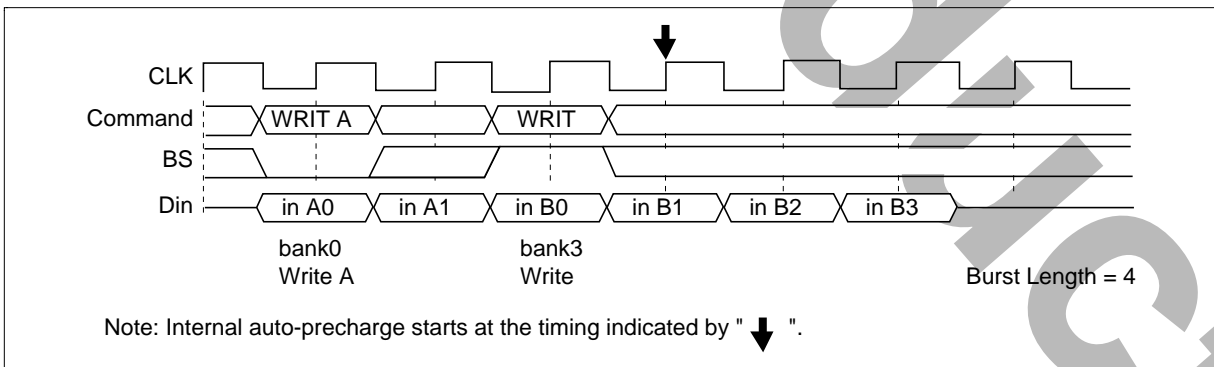 CLK
Command WRIT A WRIT
BS
Din in A0 in A1 in B0 in B1 in B2 in B3
bank0 bank3
Write A Write Burst Length = 4
Note: Internal auto-precharge starts at the timing indicated by " ".